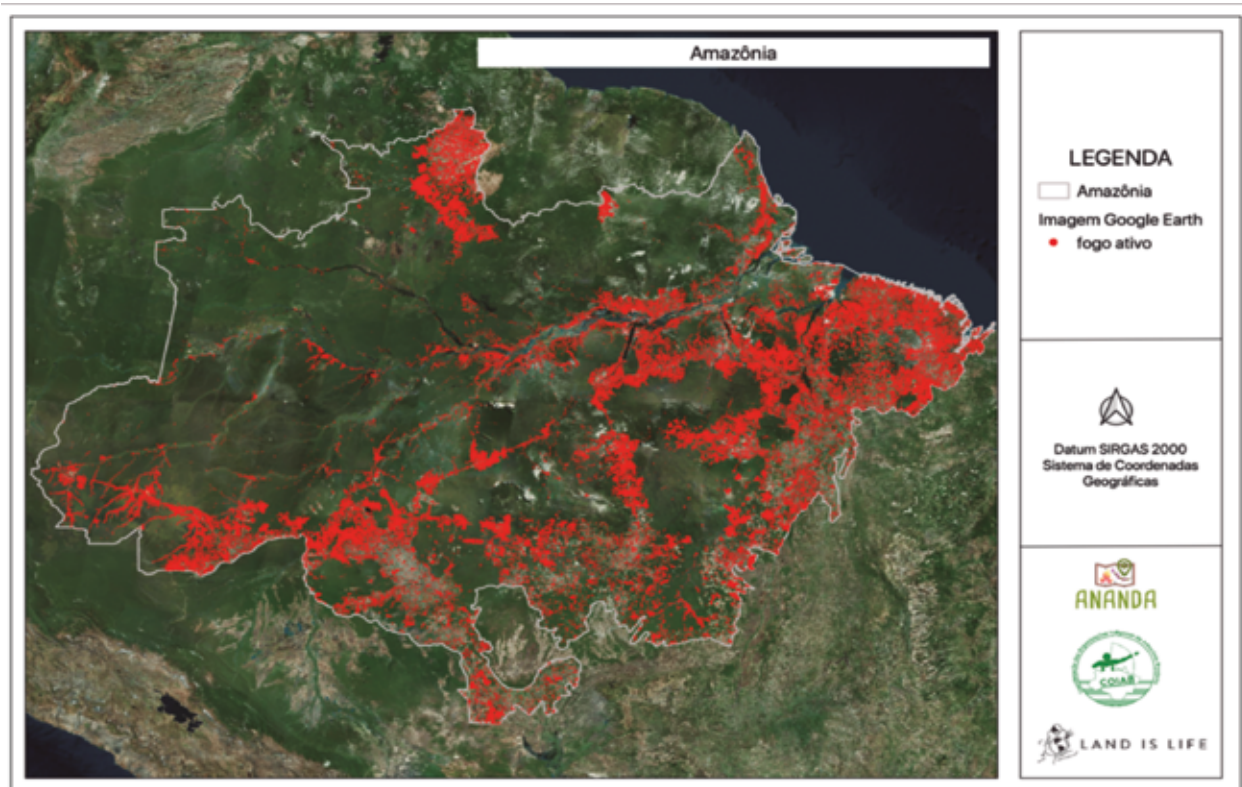 Amazônia
LEGENDA
Amazônia
Imagem Google Earth
fogo ativo
Datum SIRGAS 2000
Sistema de Coordenadas
Geográficas
ANANDA
COIAB
LAND IS LIFE